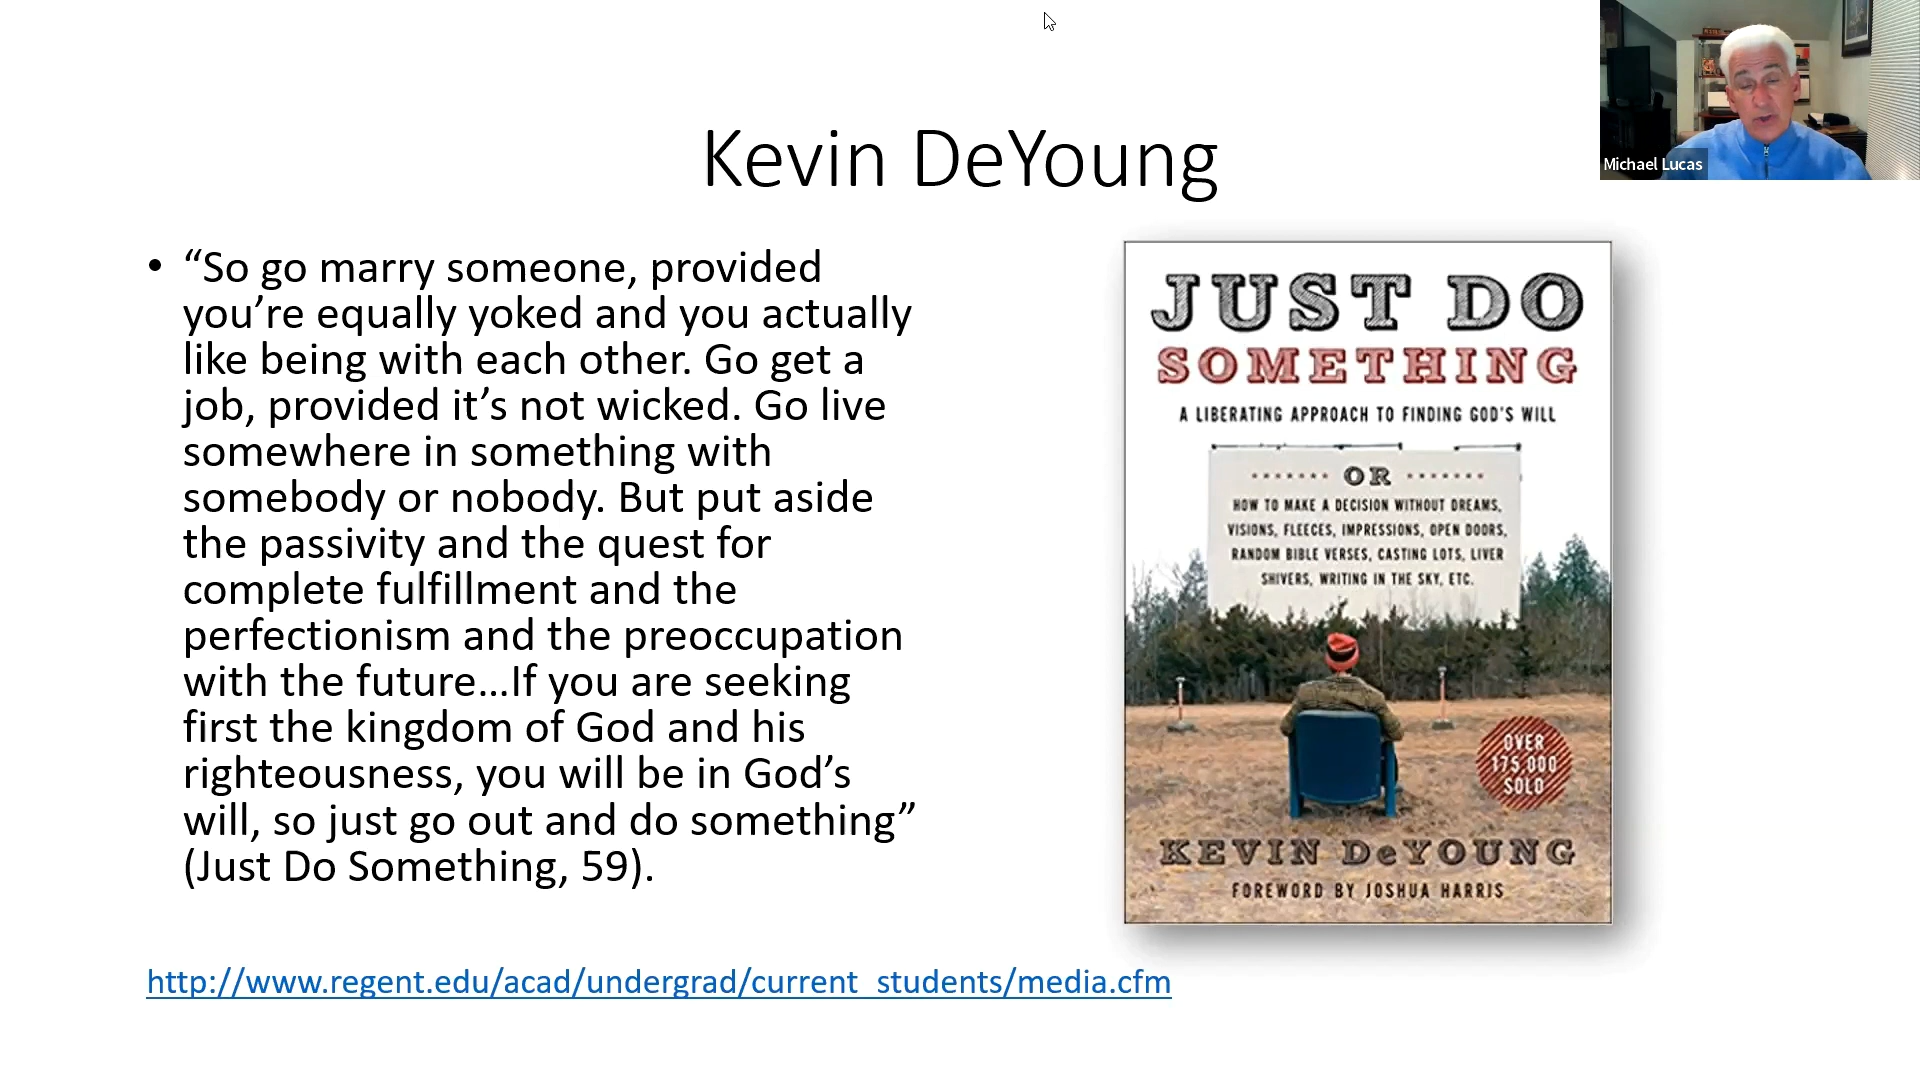 Kevin DeYoung
Michael Lucas
• “So go marry someone, provided
you’re equally yoked and you actually
like being with each other. Go get a
job, provided it’s not wicked. Go live
somewhere in something with
somebody or nobody. But put aside
the passivity and the quest for
complete fulfillment and the
perfectionism and the preoccupation
with the future…If you are seeking
first the kingdom of God and his
righteousness, you will be in God’s
will, so just go out and do something”
(Just Do Something, 59).
JUST DO
SOMETHING
A LIBERATING APPROACH TO FINDING GOD'S WILL
OR
HOW TO MAKE A DECISION WITHOUT DREAMS,
VISIONS, FLEECES, IMPRESSIONS, OPEN DOORS,
RANDOM BIBLE VERSES, CASTING LOTS, LIVER
SHIVERS, WRITING IN THE SKY, ETC.
OVER
175,000
SOLD
KEVIN DeYOUNG
FOREWORD BY JOSHUA HARRIS
http://www.regent.edu/acad/undergrad/current_students/media.cfm